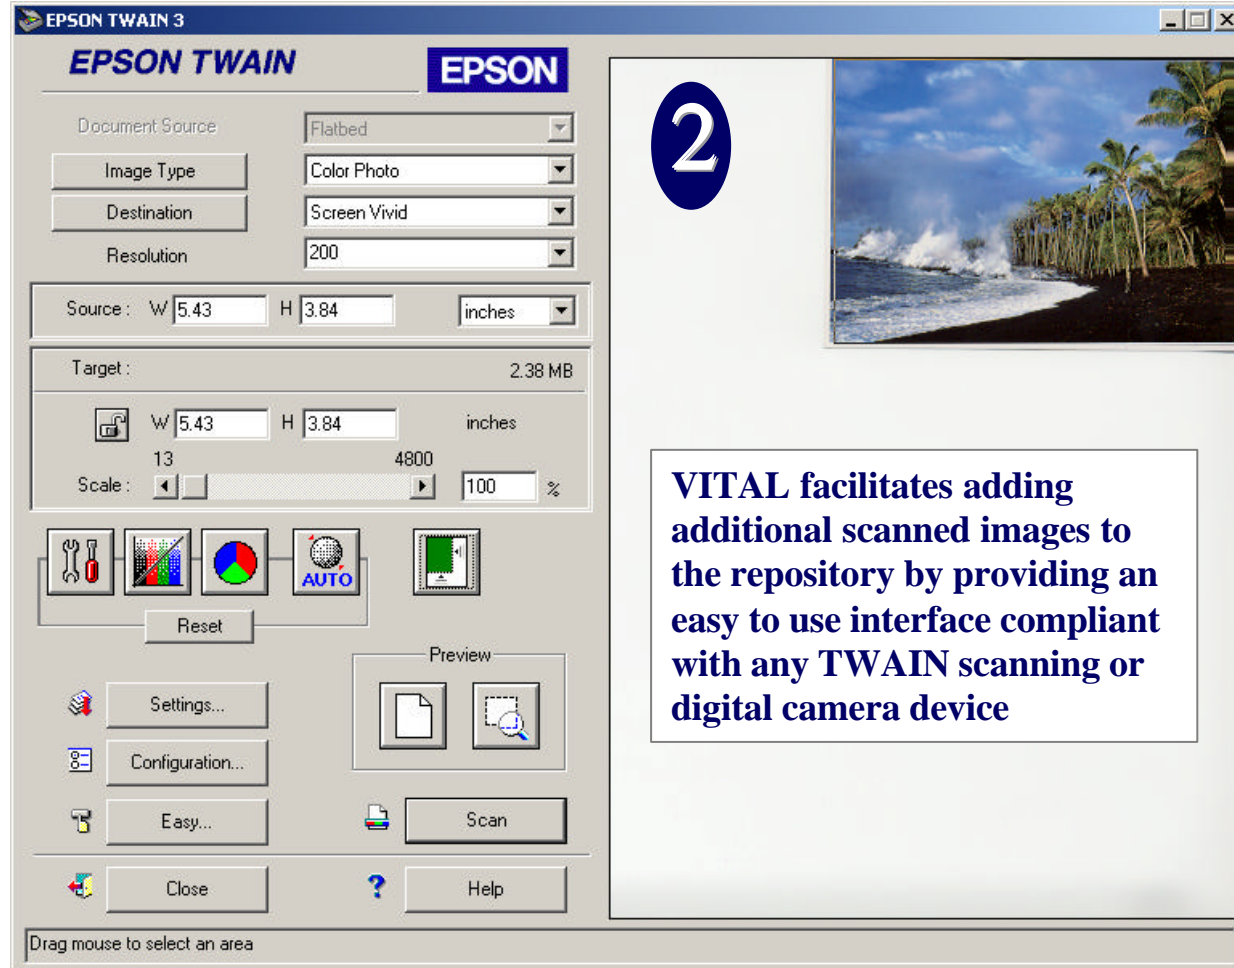 EPSON TWAIN 3
EPSON TWAIN
EPSON
Document Source Flatbed
Image Type Color Photo
Destination Screen Vivid
Resolution 200
Source : W 5.43 H 3.84 inches
Target : 2.38 MB
W 5.43 H 3.84 inches
13 4800
Scale : 100 %
AUTO
Reset
Preview
Settings...
Configuration...
Easy... Scan
Close ? Help
Drag mouse to select an area
2
VITAL facilitates adding
additional scanned images to
the repository by providing an
easy to use interface compliant
with any TWAIN scanning or
digital camera device